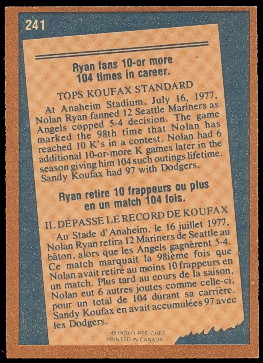 241
Ryan fans 10-or more
104 times in career.
TOPS KOUFAX STANDARD
At Anaheim Stadium, July 16, 1977,
Nolan Ryan fanned 12 Seattle Mariners as
Angels copped 5-4 decision. The game
marked the 98th time that Nolan had
reached 10 K's in a contest. Nolan had 6
additional 10-or-more K games later in the
season giving him 104 such outings lifetime.
Sandy Koufax had 97 with Dodgers.
Ryan retire 10 frappeurs ou plus
en un match 104 fois.
IL DÉPASSE LE RECORD DE KOUFAX
Au Stade d'Anaheim, le 16 juillet 1977,
Nolan Ryan retira 12 Mariners de Seattle au
bâton, alors que les Angels gagnèrent 5-4.
Ce match marquait la 98ième fois que
Nolan avait retiré au moins 10 frappeurs en
un match. Plus tard au cours de la saison,
Nolan eut 6 autres joutes comme celle-ci,
pour un total de 104 durant sa carrière.
Sandy Koufax en avait accumulées 97 avec
les Dodgers.
O-PEE-CHEE
PRINTED IN CANADA